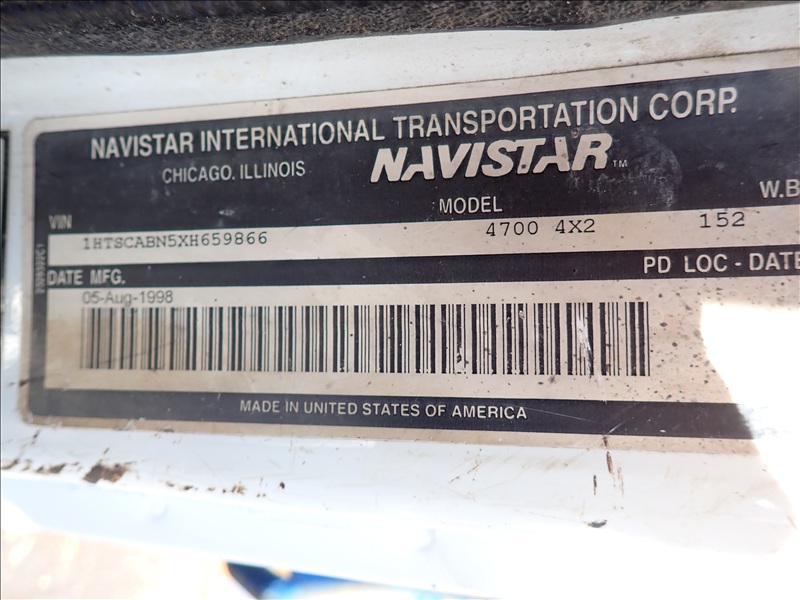 NAVISTAR INTERNATIONAL TRANSPORTATION CORP.
CHICAGO, ILLINOIS NAVISTAR™
VIN MODEL W.B
1HTSCABN5XH659866 4700 4X2 152
DATE MFG. PD LOC - DATE
05-Aug-1998
MADE IN UNITED STATES OF AMERICA